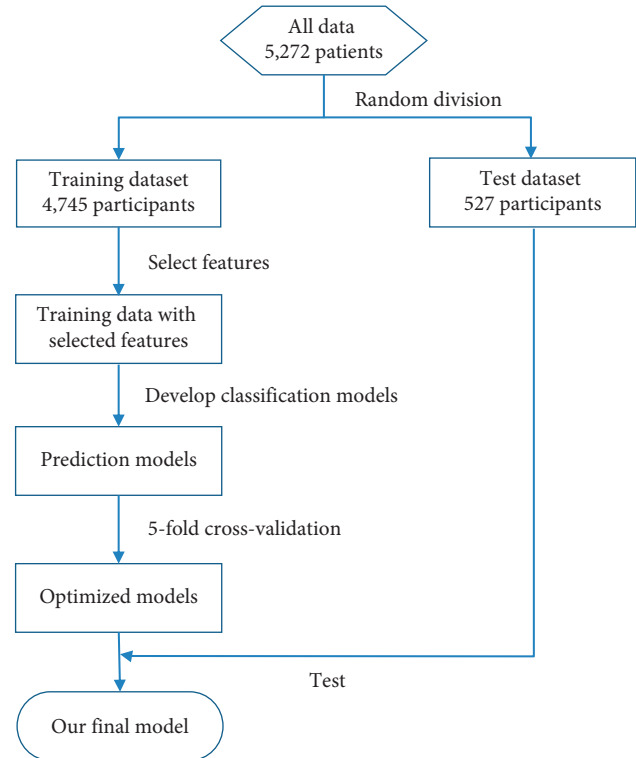 All data
5,272 patients
Random division
Training dataset
4,745 participants
Test dataset
527 participants
Select features
Training data with
selected features
Develop classification models
Prediction models
5-fold cross-validation
Optimized models
Test
Our final model